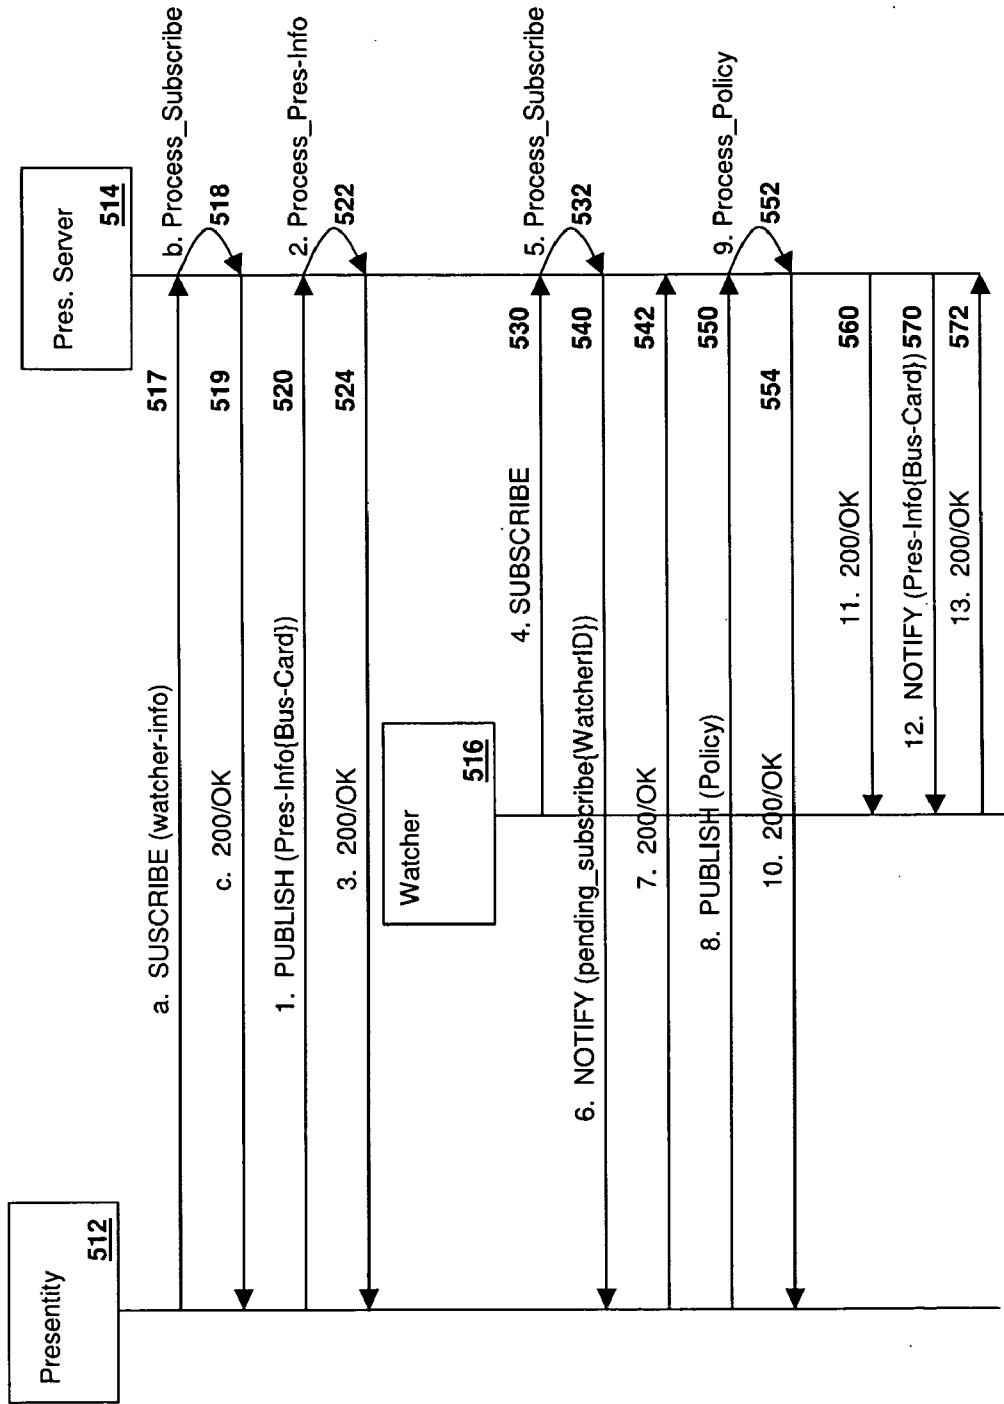 Presentity
512
Pres. Server
514
a. SUSCRIBE (watcher-info)
517
b. Process_Subscribe
518
c. 200/OK
519
1. PUBLISH (Pres-Info{Bus-Card})
520
2. Process_Pres-Info
522
3. 200/OK
524
Watcher
516
4. SUBSCRIBE
530
5. Process_Subscribe
532
6. NOTIFY (pending_subscribe{WatcherID})
540
7. 200/OK
542
8. PUBLISH (Policy)
550
9. Process_Policy
552
10. 200/OK
554
11. 200/OK
560
12. NOTIFY (Pres-Info{Bus-Card})
570
13. 200/OK
572